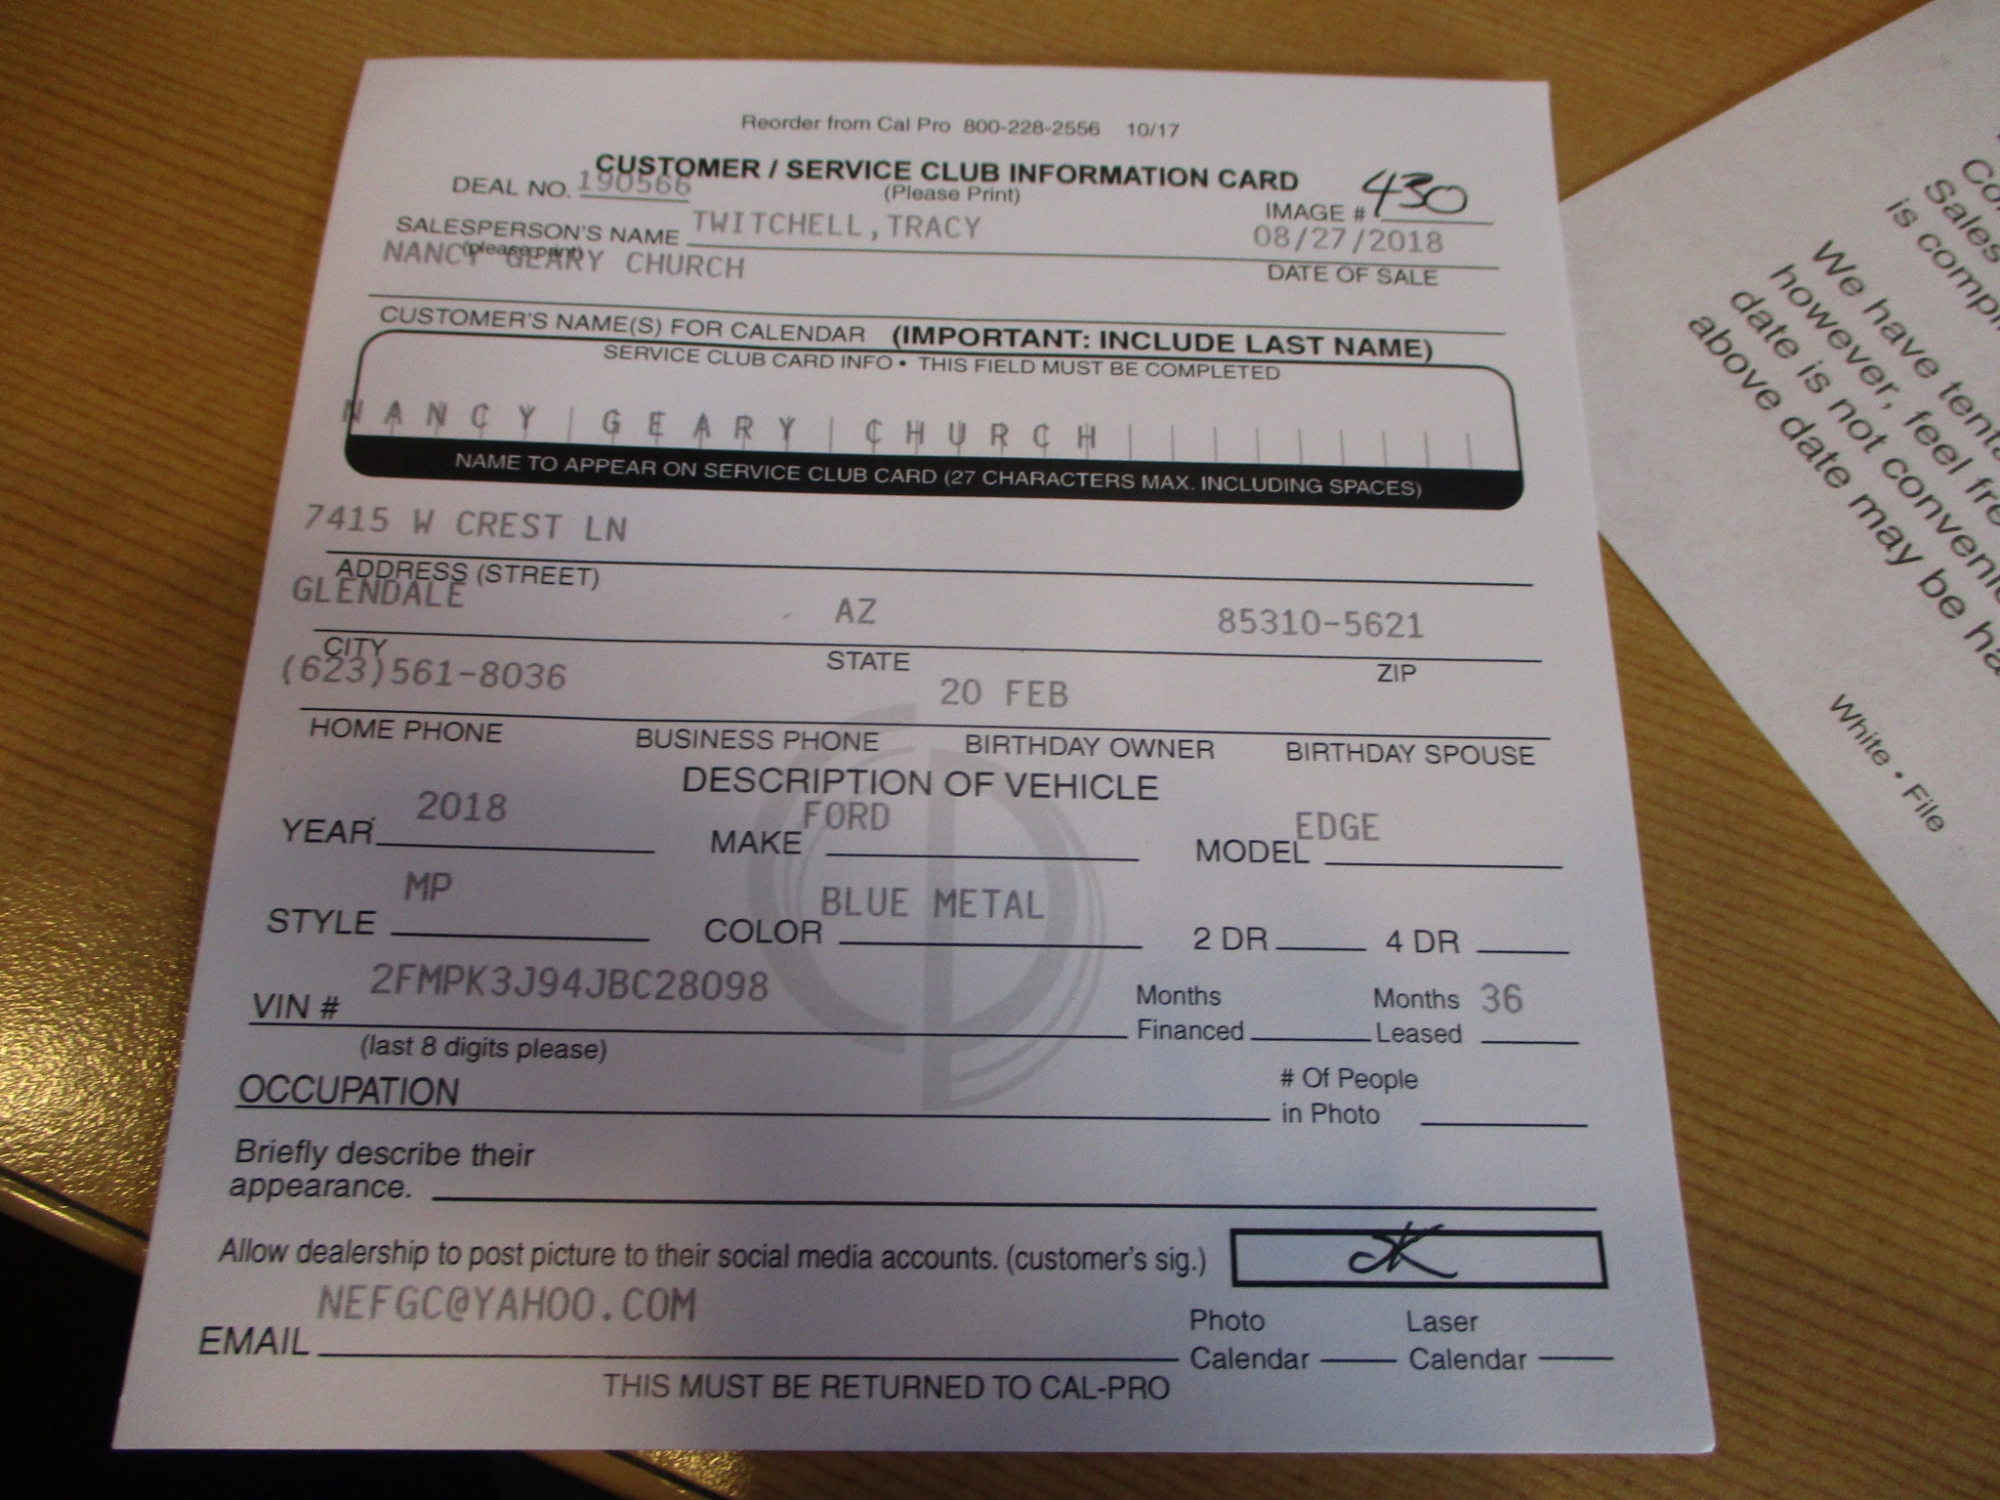 Reorder from Cal Pro 800-228-2556 10/17
CUSTOMER / SERVICE CLUB INFORMATION CARD
DEAL NO. 190566 (Please Print) IMAGE # 430
SALESPERSON'S NAME TWITCHELL,TRACY 08/27/2018
(please print) DATE OF SALE
NANCY GEARY CHURCH
CUSTOMER'S NAME(S) FOR CALENDAR (IMPORTANT: INCLUDE LAST NAME)
SERVICE CLUB CARD INFO • THIS FIELD MUST BE COMPLETED
NANCY GEARY CHURCH
NAME TO APPEAR ON SERVICE CLUB CARD (27 CHARACTERS MAX. INCLUDING SPACES)
7415 W CREST LN
ADDRESS (STREET)
GLENDALE AZ 85310-5621
CITY STATE ZIP
(623)561-8036 20 FEB
HOME PHONE BUSINESS PHONE BIRTHDAY OWNER BIRTHDAY SPOUSE
DESCRIPTION OF VEHICLE
YEAR 2018 MAKE FORD MODEL EDGE
STYLE MP COLOR BLUE METAL 2 DR 4 DR
VIN # 2FMPK3J94JBC28098 Months Financed Months Leased 36
(last 8 digits please)
OCCUPATION # Of People in Photo
Briefly describe their
appearance.
Allow dealership to post picture to their social media accounts. (customer's sig.)
EMAIL NEFGC@YAHOO.COM Photo Calendar Laser Calendar
THIS MUST BE RETURNED TO CAL-PRO
Sales
is
We have
however, feel
date is not
above date may be
White • File